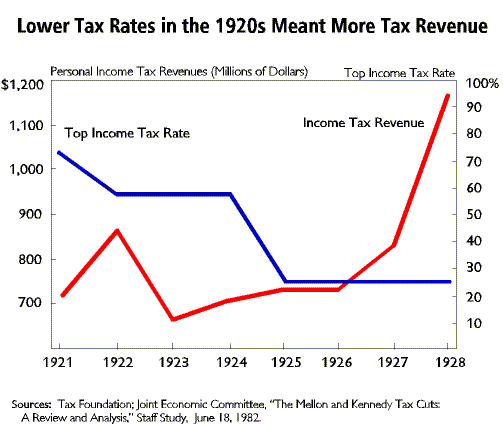 Lower Tax Rates in the 1920s Meant More Tax Revenue
Personal Income Tax Revenues (Millions of Dollars) Top Income Tax Rate
$1,200 100%
90
1,100 Top Income Tax Rate Income Tax Revenue 80
1,000 70
60
900 50
40
800 30
700 20
10
1921 1922 1923 1924 1925 1926 1927 1928
Sources: Tax Foundation; Joint Economic Committee, "The Mellon and Kennedy Tax Cuts:
A Review and Analysis," Staff Study, June 18, 1982.